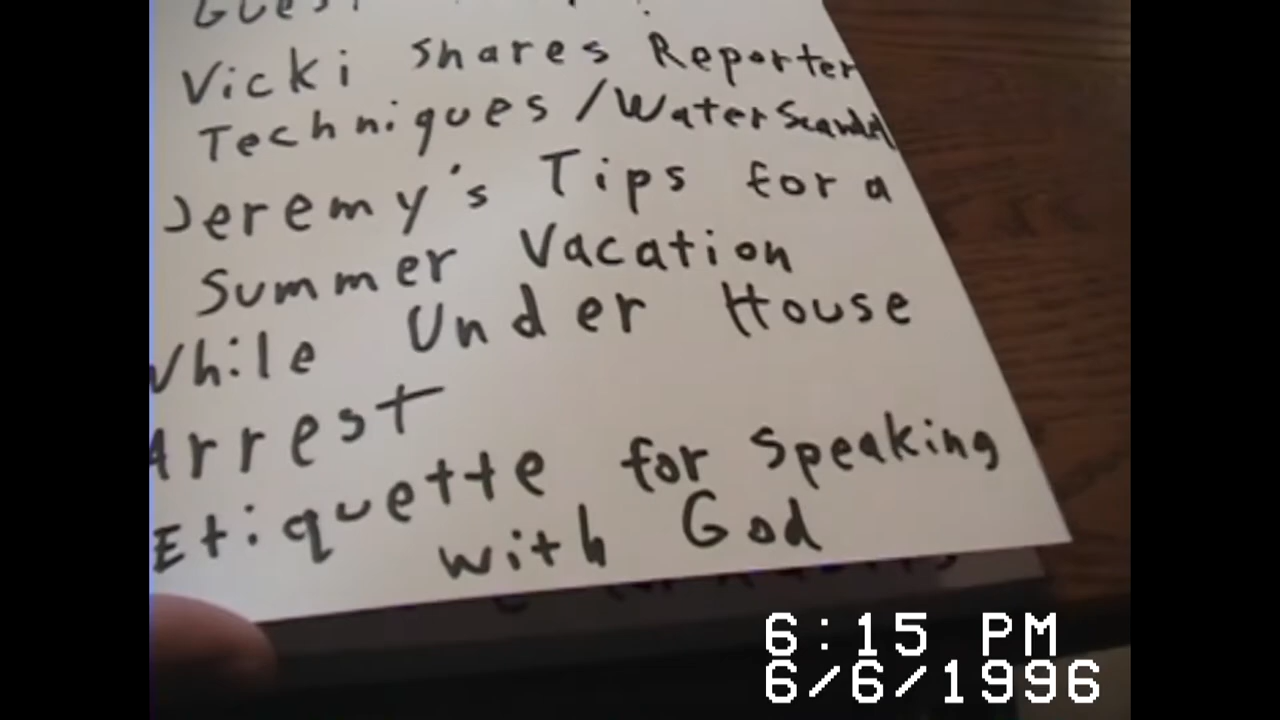 Vicki shares Reporter
Techniques / Water Scandal
Jeremy's Tips for a
Summer Vacation
While Under House
Arrest
Etiquette for speaking
with God
6:15 PM
6/6/1996